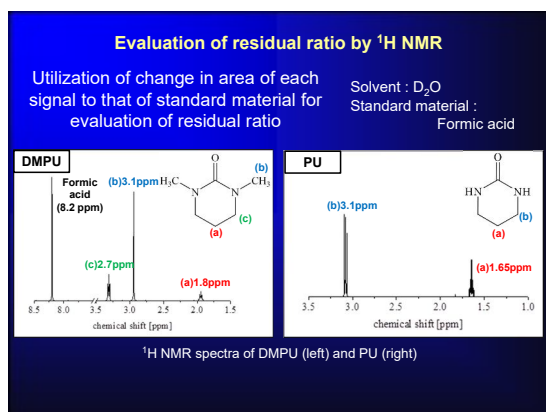 Evaluation of residual ratio by ¹H NMR
Utilization of change in area of each
signal to that of standard material for
evaluation of residual ratio
Solvent : D₂O
Standard material :
Formic acid
DMPU
Formic
acid
(8.2 ppm)
(b)3.1ppm
(b)
O
H₃C
N
N
CH₃
(c)
(a)
(c)2.7ppm
(a)1.8ppm
8.5 8.0 3.5 3.0 2.5 2.0 1.5
chemical shift [ppm]
PU
O
HN
NH
(b)
(a)
(b)3.1ppm
(a)1.65ppm
3.5 3.0 2.5 2.0 1.5 1.0
chemical shift [ppm]
¹H NMR spectra of DMPU (left) and PU (right)